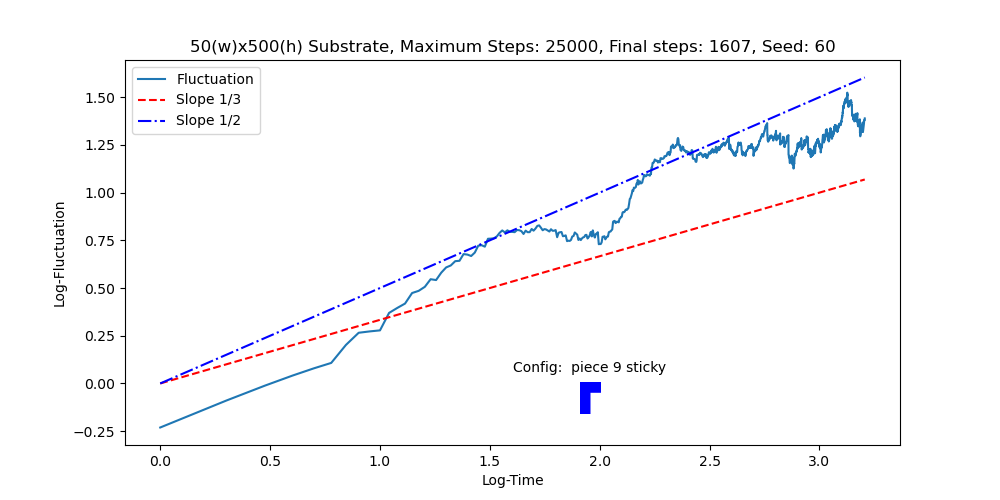 50(w)x500(h) Substrate, Maximum Steps: 25000, Final steps: 1607, Seed: 60
Fluctuation
Slope 1/3
Slope 1/2
1.50
1.25
1.00
0.75
0.50
0.25
0.00
−0.25
Log-Fluctuation
Config:  piece 9 sticky
0.0 0.5 1.0 1.5 2.0 2.5 3.0
Log-Time